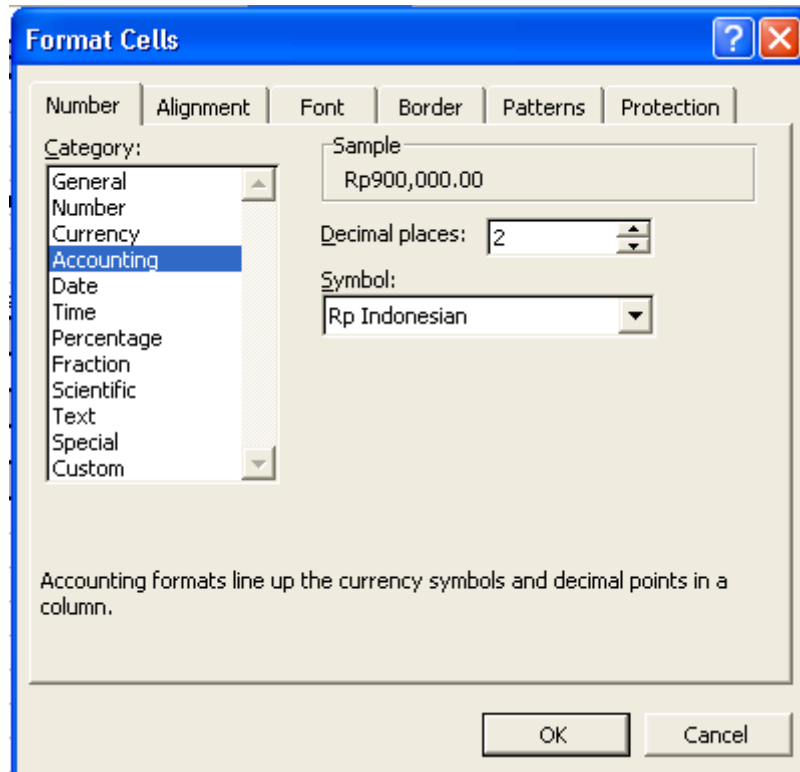 Format Cells
Number Alignment Font Border Patterns Protection
Category:
General
Number
Currency
Accounting
Date
Time
Percentage
Fraction
Scientific
Text
Special
Custom
Sample
Rp900,000.00
Decimal places: 2
Symbol:
Rp Indonesian
Accounting formats line up the currency symbols and decimal points in a
column.
OK Cancel